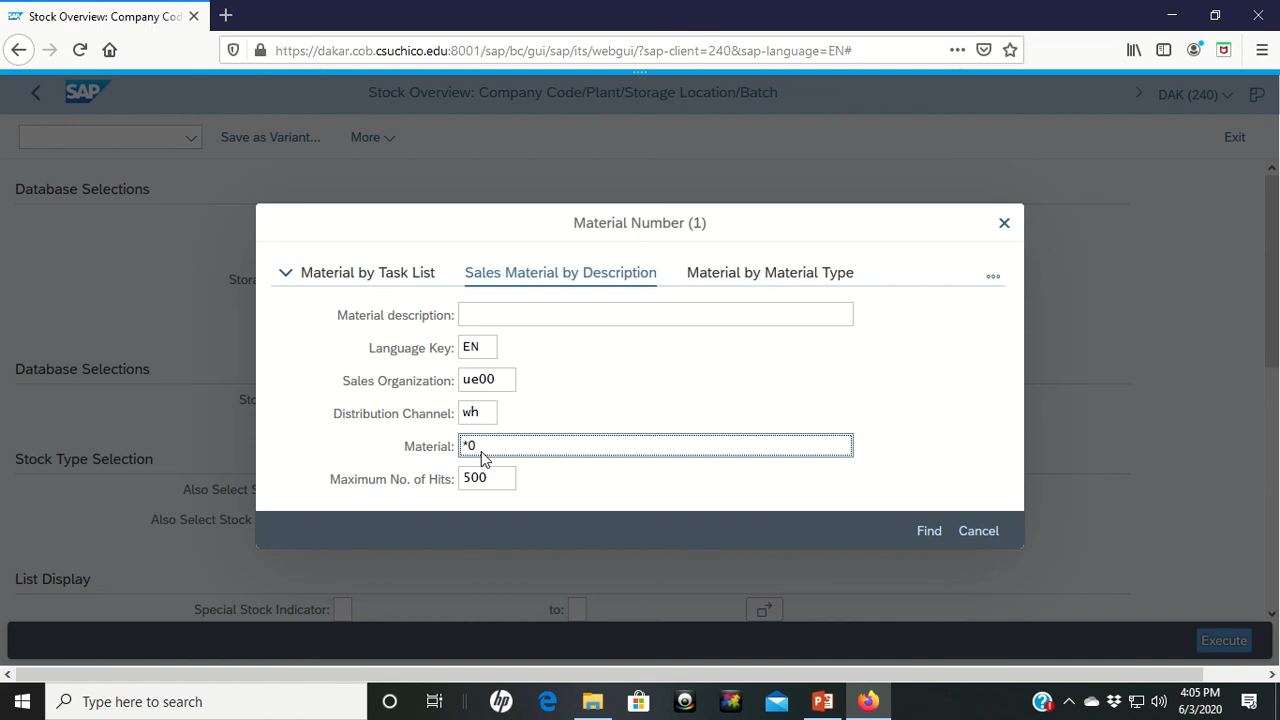 Stock Overview: Company Cod
https://dakar.cob.csuchico.edu:8001/sap/bc/gui/sap/its/webgui/?sap-client=240&sap-language=EN#
SAP
Stock Overview: Company Code/Plant/Storage Location/Batch
DAK (240)
Save as Variant...
More
Exit
Database Selections
Material Number (1)
Material by Task List
Sales Material by Description
Material by Material Type
Stora
Material description:
Language Key: EN
Database Selections
Sales Organization: ue00
Sto
Distribution Channel: wh
Material: *0
Stock Type Selection
Maximum No. of Hits: 500
Also Select S
Also Select Stock
Find Cancel
List Display
Special Stock Indicator:
to:
Execute
Type here to search
4:05 PM
6/3/2020